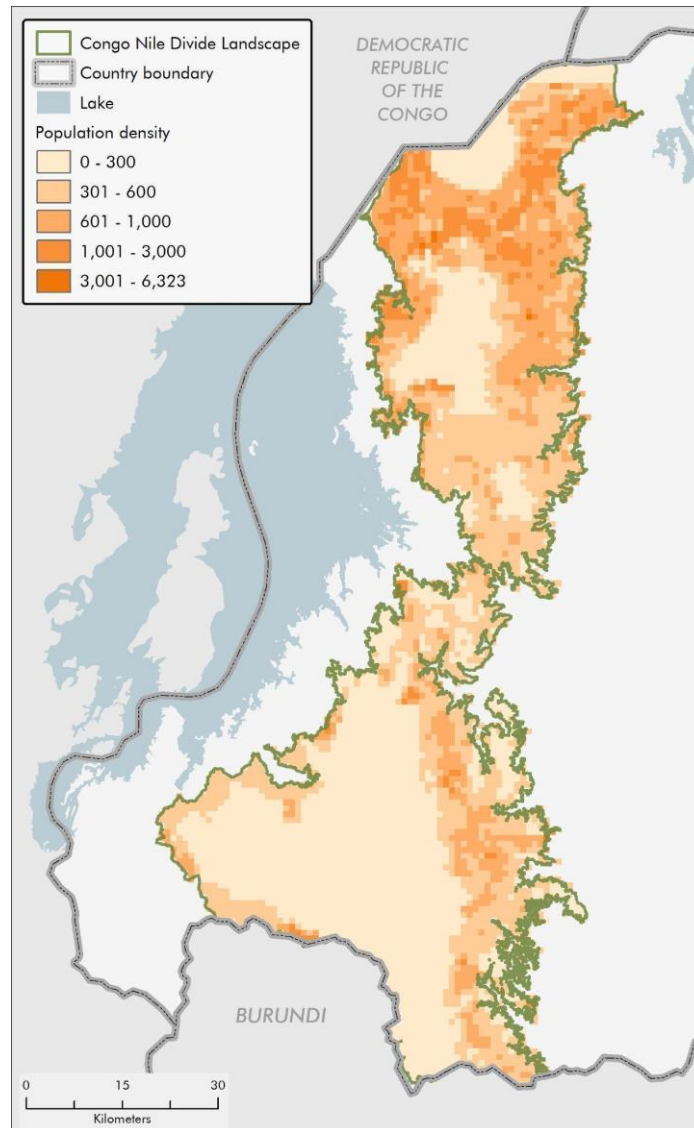 Congo Nile Divide Landscape
Country boundary
Lake
Population density
0 - 300
301 - 600
601 - 1,000
1,001 - 3,000
3,001 - 6,323
DEMOCRATIC
REPUBLIC
OF THE
CONGO
BURUNDI
0 15 30
Kilometers